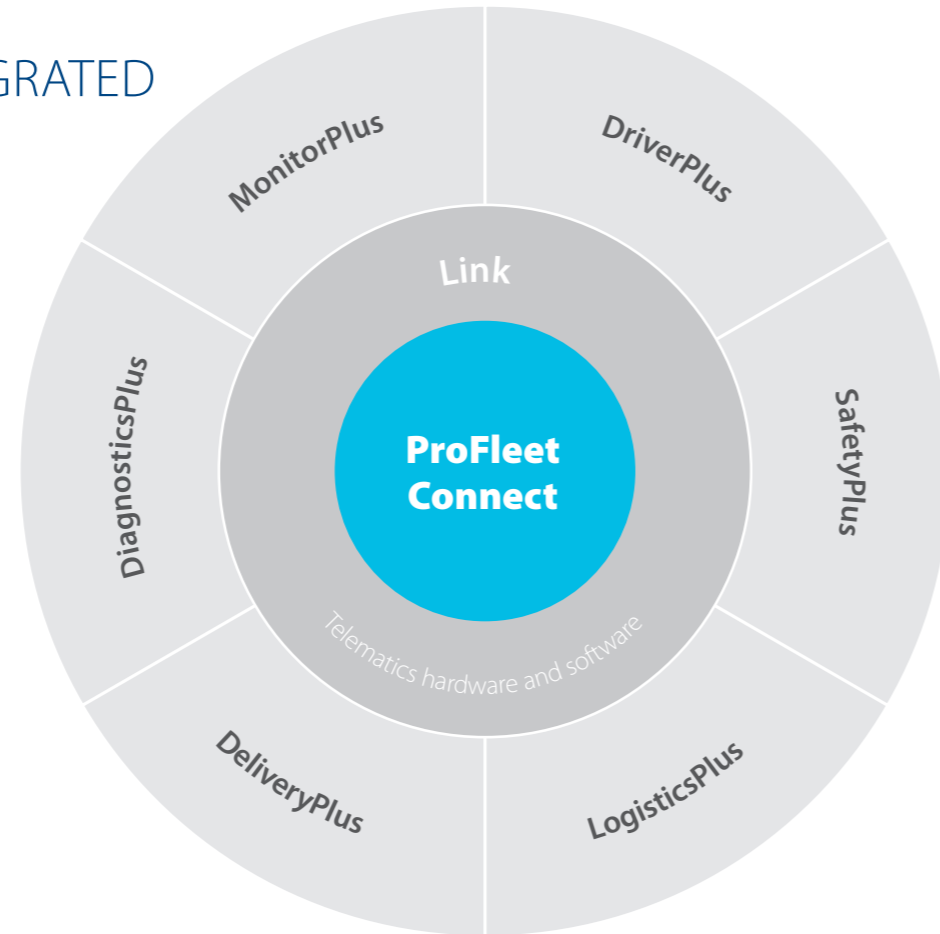 GRATED
MonitorPlus
DriverPlus
Link
ProFleet
Connect
DiagnosticsPlus
SafetyPlus
Telematics hardware and software
DeliveryPlus
LogisticsPlus